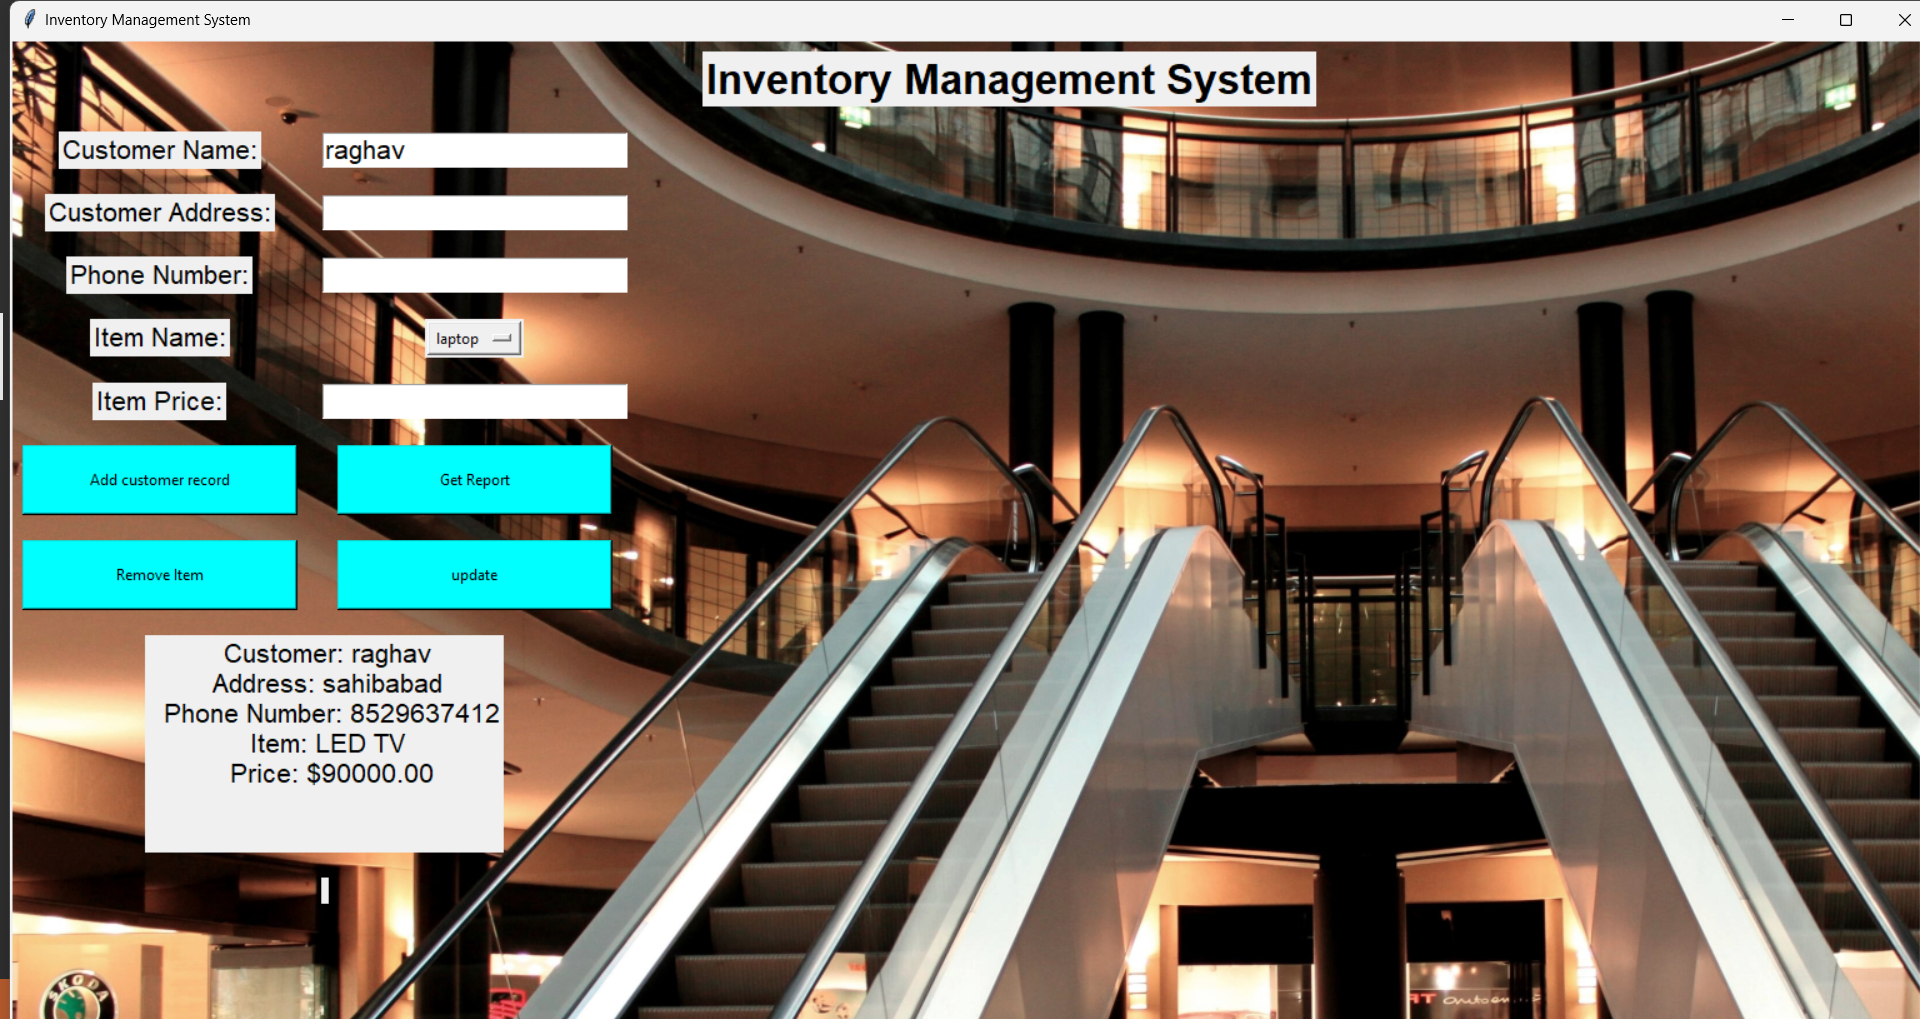 Inventory Management System
Inventory Management System
Customer Name: raghav
Customer Address:
Phone Number:
Item Name: laptop
Item Price:
Add customer record Get Report
Remove Item update
Customer: raghav
Address: sahibabad
Phone Number: 8529637412
Item: LED TV
Price: $90000.00
SKODA